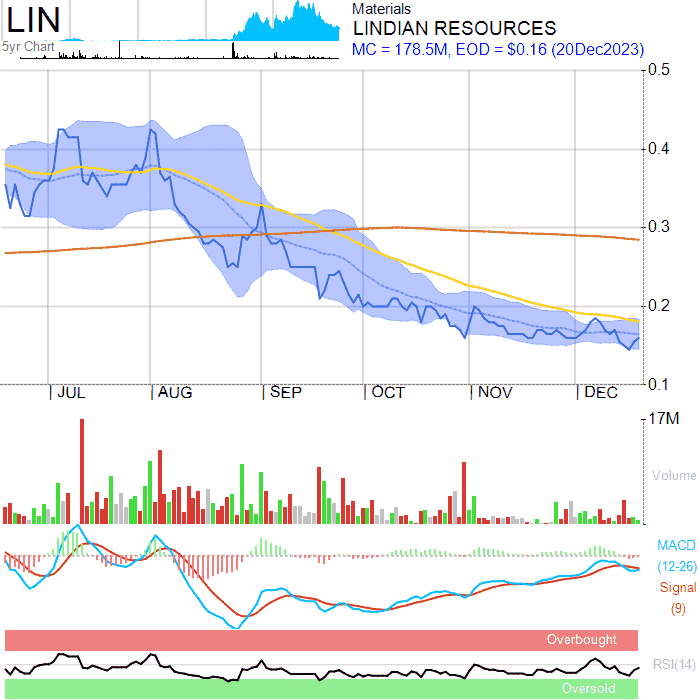 LIN
5yr Chart
Materials
LINDIAN RESOURCES
MC = 178.5M, EOD = $0.16 (20Dec2023)
0.5
0.4
0.3
0.2
0.1
JUL
AUG
SEP
OCT
NOV
DEC
17M
Volume
MACD
(12-26)
Signal
(9)
Overbought
RSI(14)
Oversold